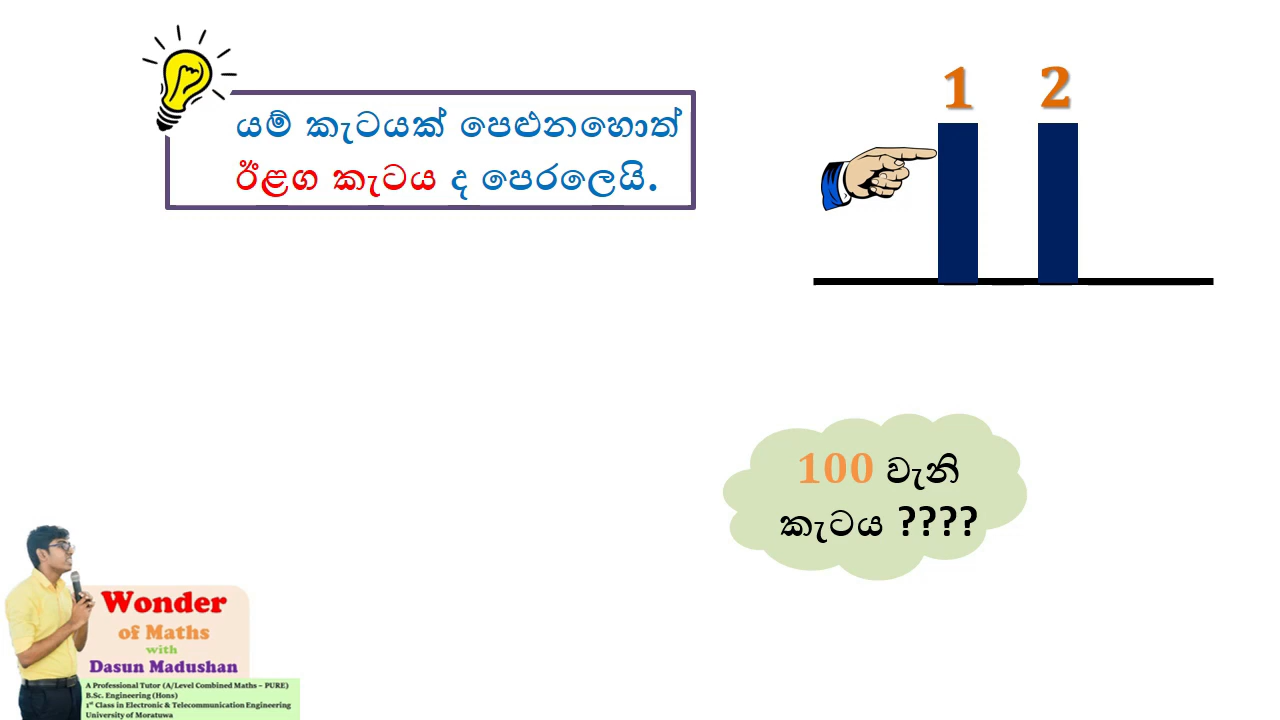 යම් කැටයක් පෙළුනහොත්
ඊළග කැටය ද පෙරලෙයි.
1 2
100 වැනි
කැටය ????
Wonder
of Maths
with
Dasun Madushan
A Professional Tutor (A/Level Combined Maths – PURE)
B.Sc. Engineering (Hons)
1st Class in Electronic & Telecommunication Engineering
University of Moratuwa